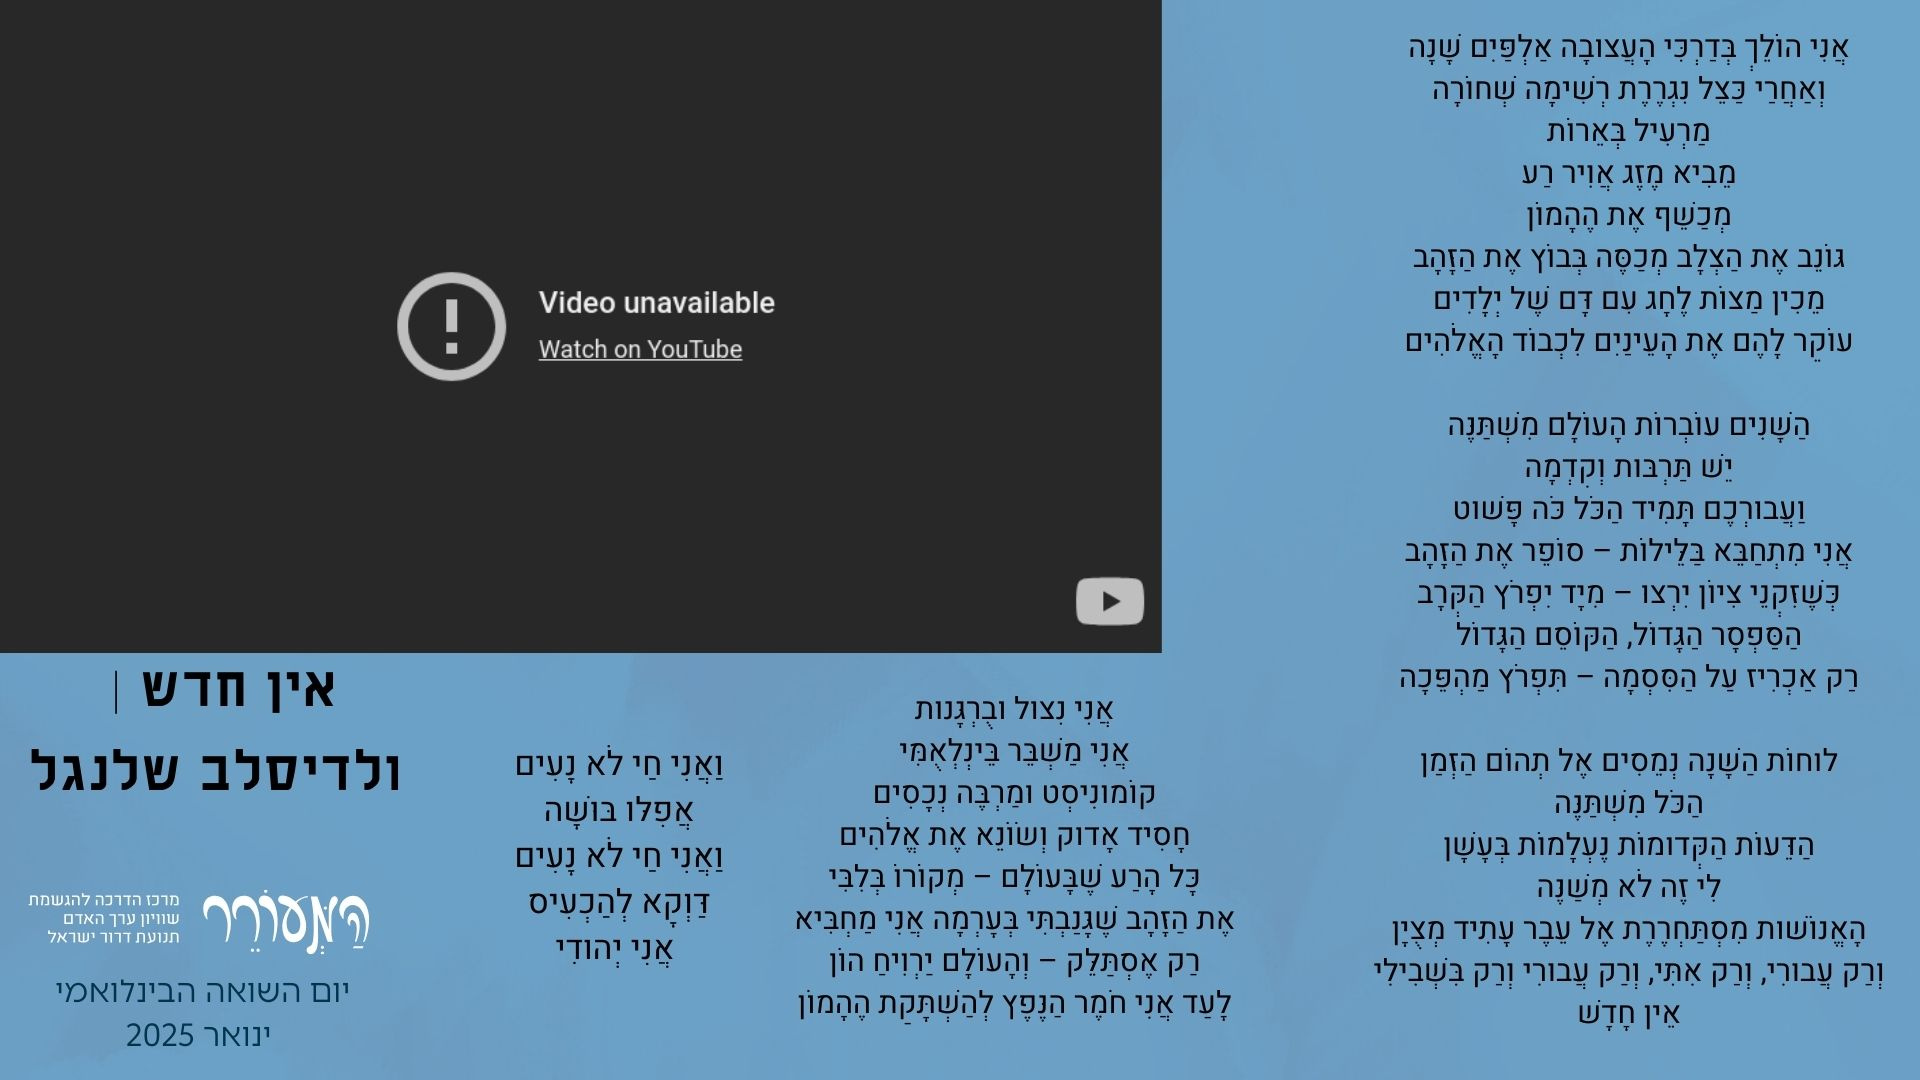 Video unavailable
Watch on YouTube
אֲנִי הוֹלֵךְ בְּדַרְכִּי הָעֲצוּבָה אַלְפַּיִם שָׁנָה
וְאַחֲרַי כַּצֵּל נִגְרֶרֶת רְשִׁימָה שְׁחוֹרָה
מַרְעִיל בְּאֵרוֹת
מֵבִיא מֶזֶג אֲוִיר רַע
מְכַשֵּׁף אֶת הֶהָמוֹן
גּוֹנֵב אֶת הַצְּלָב מְכַסֶּה בְּבוֹץ אֶת הַזָּהָב
מֵכִין מַצּוֹת לֶחָג עִם דָּם שֶׁל יְלָדִים
עוֹקֵר לָהֶם אֶת הָעֵינַיִם לִכְבוֹד הָאֱלֹהִים
הַשָּׁנִים עוֹבְרוֹת הָעוֹלָם מִשְׁתַּנֶּה
יֵשׁ תַּרְבּוּת וְקִדְמָה
וַעֲבוּרְכֶם תָּמִיד הַכֹּל כֹּה פָּשׁוּט
אֲנִי מִתְחַבֵּא בַּלֵּילוֹת – סוֹפֵר אֶת הַזָּהָב
כְּשֶׁזִּקְנֵי צִיוֹן יִרְצוּ – מִיָּד יִפְרֹץ הַקְּרָב
הַסַּפְסָר הַגָּדוֹל, הַקּוֹסֵם הַגָּדוֹל
רַק אַכְרִיז עַל הַסִּסְמָה – תִּפְרֹץ מַהְפֵּכָה
לוּחוֹת הַשָּׁנָה נְמֵסִים אֶל תְּהוֹם הַזְּמַן
הַכֹּל מִשְׁתַּנֶּה
הַדֵּעוֹת הַקְּדוּמוֹת נֶעְלָמוֹת בְּעָשָׁן
לִי זֶה לֹא מְשַׁנֶּה
הָאֱנוֹשׁוּת מִסְתַּחְרֶרֶת אֶל עֵבֶר עָתִיד מְצֻיָּן
וְרַק עֲבוּרִי, וְרַק אִתִּי, וְרַק עֲבוּרִי וְרַק בִּשְׁבִילִי
אֵין חָדָשׁ
אֲנִי נִצּוּל וּבֻרְגָּנוּת
אֲנִי מַשְׁבֵּר בֵּינְלְאֻמִּי
קוֹמוּנִיסְט וּמַרְבֶּה נְכָסִים
חָסִיד אָדוּק וְשׂוֹנֵא אֶת אֱלֹהִים
כָּל הָרַע שֶׁבָּעוֹלָם – מְקוֹרוֹ בְּלִבִּי
אֶת הַזָּהָב שֶׁגָּנַבְתִּי בְּעָרְמָה אֲנִי מַחְבִּיא
רַק אֶסְתַּלֵּק – וְהָעוֹלָם יַרְוִיחַ הוֹן
לָעַד אֲנִי חֹמֶר הַנֶּפֶץ לְהַשְׁתָּקַת הֶהָמוֹן
וַאֲנִי חַי לֹא נָעִים
אֲפִלּוּ בּוּשָׁה
וַאֲנִי חַי לֹא נָעִים
דַּוְקָא לְהַכְעִיס
אֲנִי יְהוּדִי
אין חדש |
ולדיסלב שלנגל
הַמְּעוֹרֵר
מרכז הדרכה להגשמת
שוויון ערך האדם
תנועת דרור ישראל
יום השואה הבינלואמי
ינואר 2025